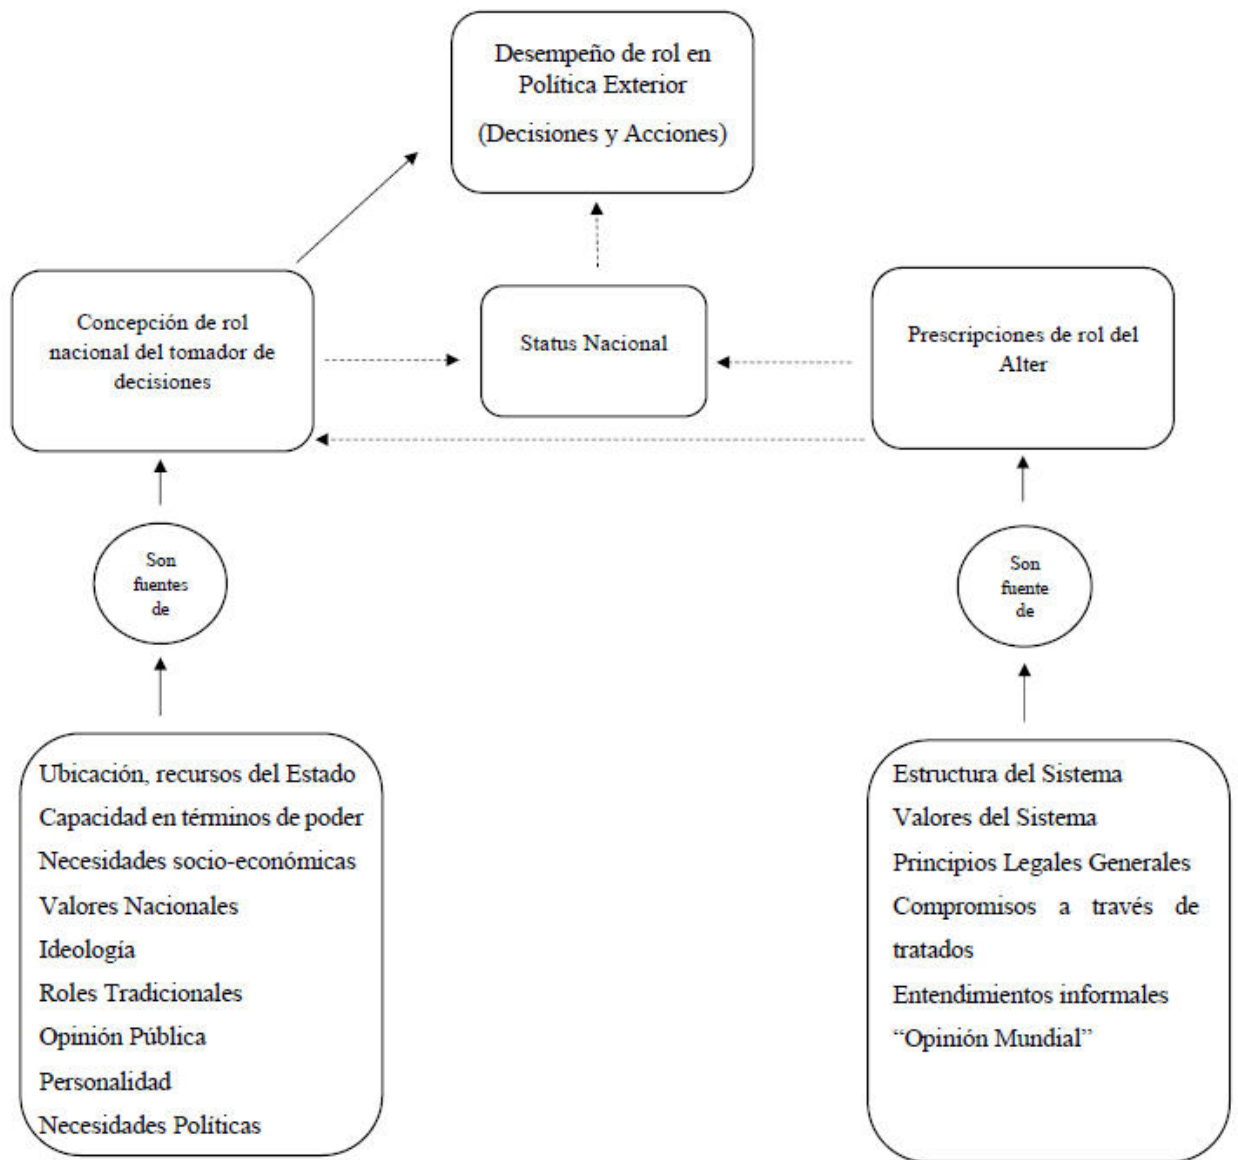 Desempeño de rol en
Política Exterior
(Decisiones y Acciones)
Concepción de rol
nacional del tomador de
decisiones
Status Nacional
Prescripciones de rol del
Alter
Son
fuentes
de
Son
fuente
de
Ubicación, recursos del Estado
Capacidad en términos de poder
Necesidades socio-económicas
Valores Nacionales
Ideología
Roles Tradicionales
Opinión Pública
Personalidad
Necesidades Políticas
Estructura del Sistema
Valores del Sistema
Principios Legales Generales
Compromisos a través de
tratados
Entendimientos informales
“Opinión Mundial”